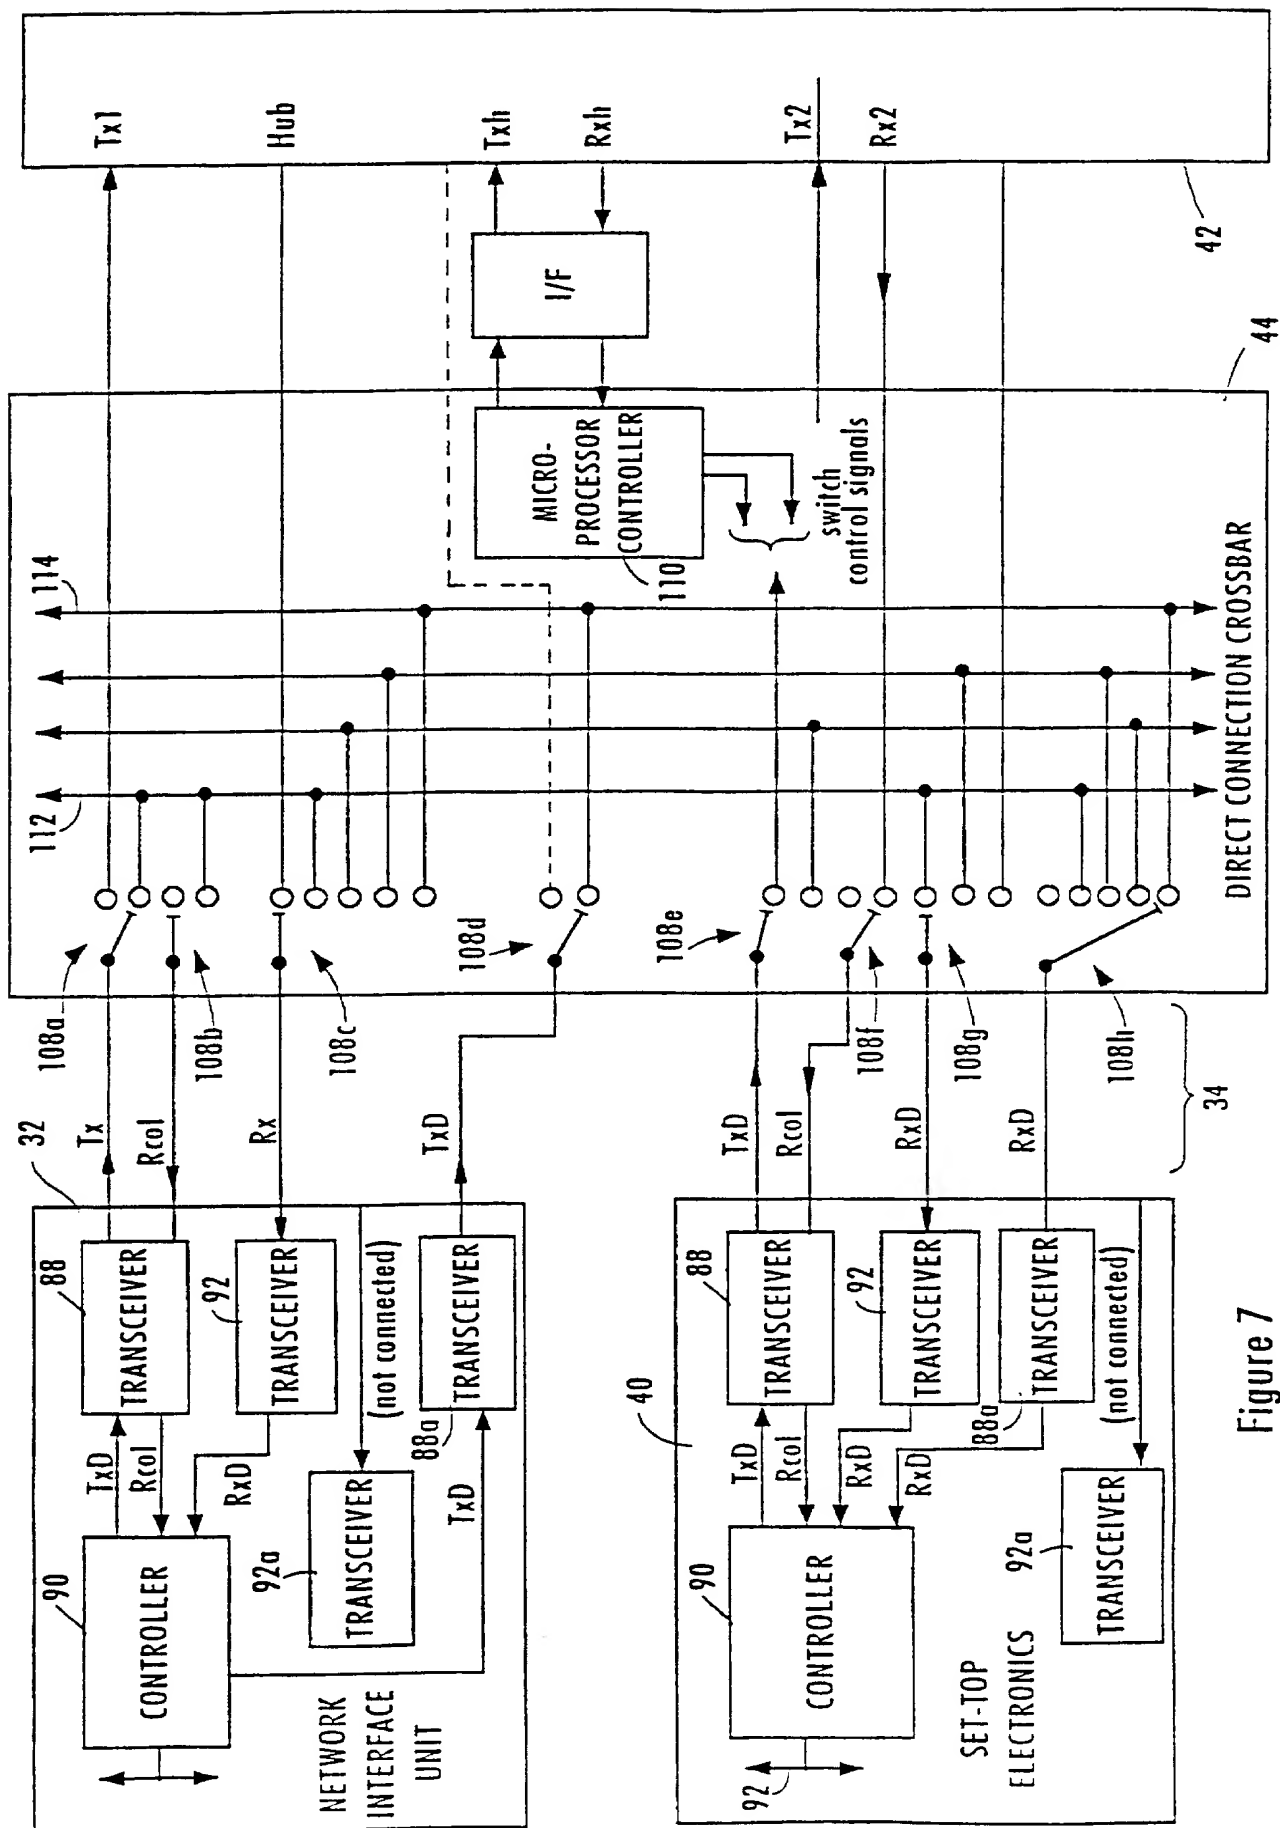 NETWORK
INTERFACE
UNIT
32
90
CONTROLLER
TxD
Rcol
RxD
88
TRANSCEIVER
92
TRANSCEIVER
92a
TRANSCEIVER
(not connected)
88a
TRANSCEIVER
TxD
Tx
Rcol
Rx
TxD
SET-TOP
ELECTRONICS
40
90
CONTROLLER
92
TxD
Rcol
RxD
RxD
88
TRANSCEIVER
92
TRANSCEIVER
88a
TRANSCEIVER
92a
TRANSCEIVER
(not connected)
TxD
Rcol
RxD
RxD
34
108a
108b
108c
108d
108e
108f
108g
108h
112
114
DIRECT CONNECTION CROSSBAR
MICRO-
PROCESSOR
CONTROLLER
110
switch
control signals
44
I/F
Tx1
Hub
Txh
Rxh
Tx2
Rx2
42
Figure 7